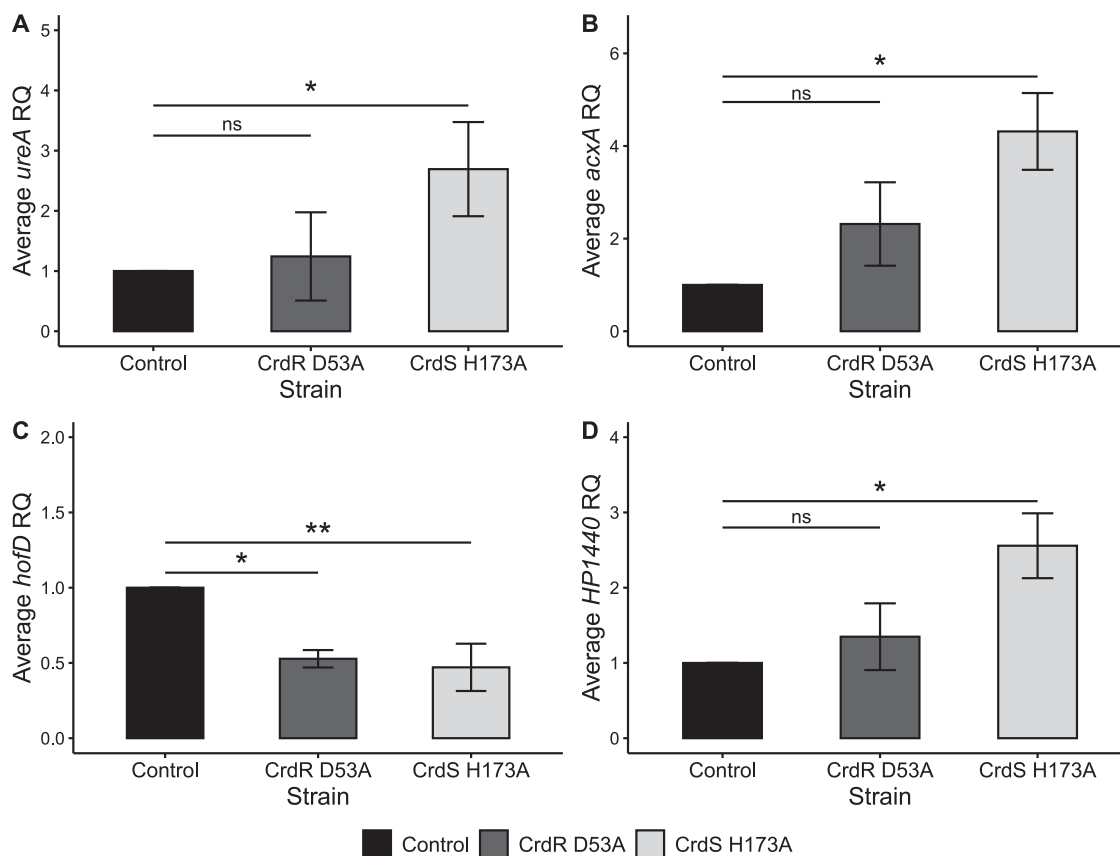 A
Average ureA RQ
5
4
3
2
1
0
*
ns
Control CrdR D53A CrdS H173A
Strain
B
Average acxA RQ
6
4
2
0
*
ns
Control CrdR D53A CrdS H173A
Strain
C
Average hofD RQ
2.0
1.5
1.0
0.5
0.0
**
*
Control CrdR D53A CrdS H173A
Strain
D
Average HP1440 RQ
4
3
2
1
0
*
ns
Control CrdR D53A CrdS H173A
Strain
Control CrdR D53A CrdS H173A